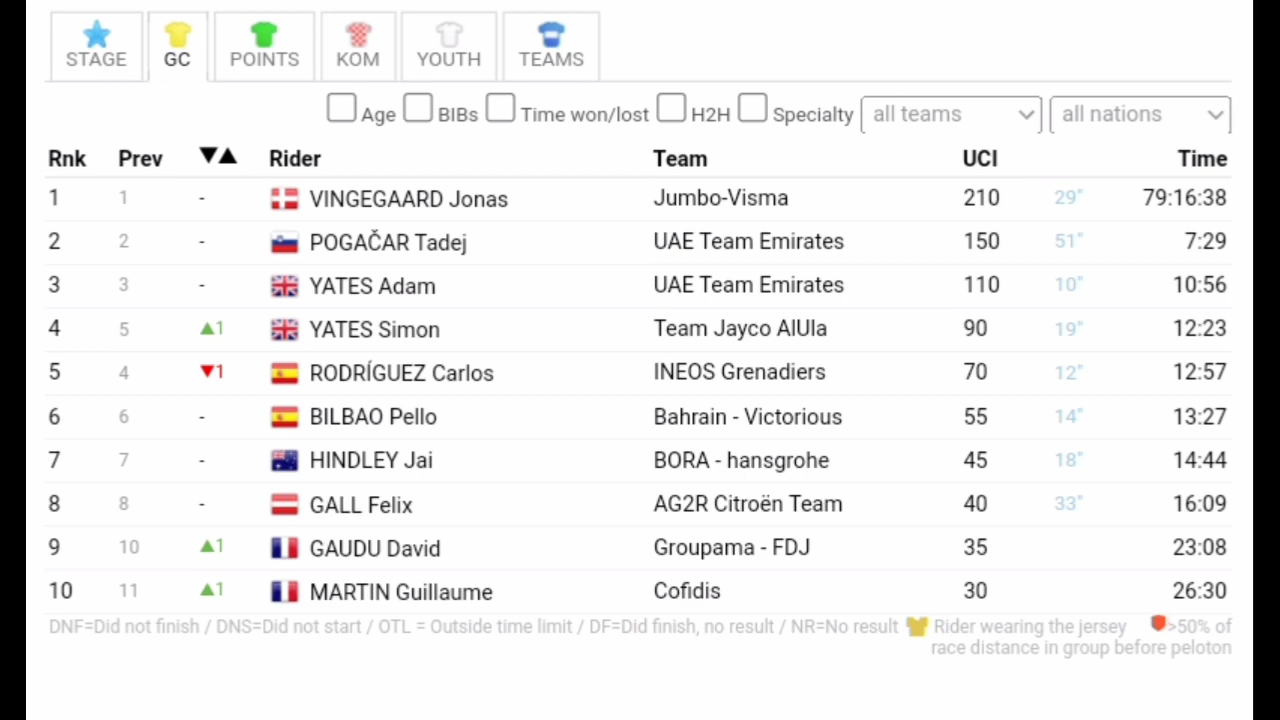 STAGE GC POINTS KOM YOUTH TEAMS
Age BIBs Time won/lost H2H Specialty all teams all nations
Rnk Prev ▼▲ Rider Team UCI Time
1 1 - VINGEGAARD Jonas Jumbo-Visma 210 29" 79:16:38
2 2 - POGAČAR Tadej UAE Team Emirates 150 51" 7:29
3 3 - YATES Adam UAE Team Emirates 110 10" 10:56
4 5 ▲1 YATES Simon Team Jayco AlUla 90 19" 12:23
5 4 ▼1 RODRÍGUEZ Carlos INEOS Grenadiers 70 12" 12:57
6 6 - BILBAO Pello Bahrain - Victorious 55 14" 13:27
7 7 - HINDLEY Jai BORA - hansgrohe 45 18" 14:44
8 8 - GALL Felix AG2R Citroën Team 40 33" 16:09
9 10 ▲1 GAUDU David Groupama - FDJ 35 23:08
10 11 ▲1 MARTIN Guillaume Cofidis 30 26:30
DNF=Did not finish / DNS=Did not start / OTL = Outside time limit / DF=Did finish, no result / NR=No result Rider wearing the jersey >50% of
race distance in group before peloton